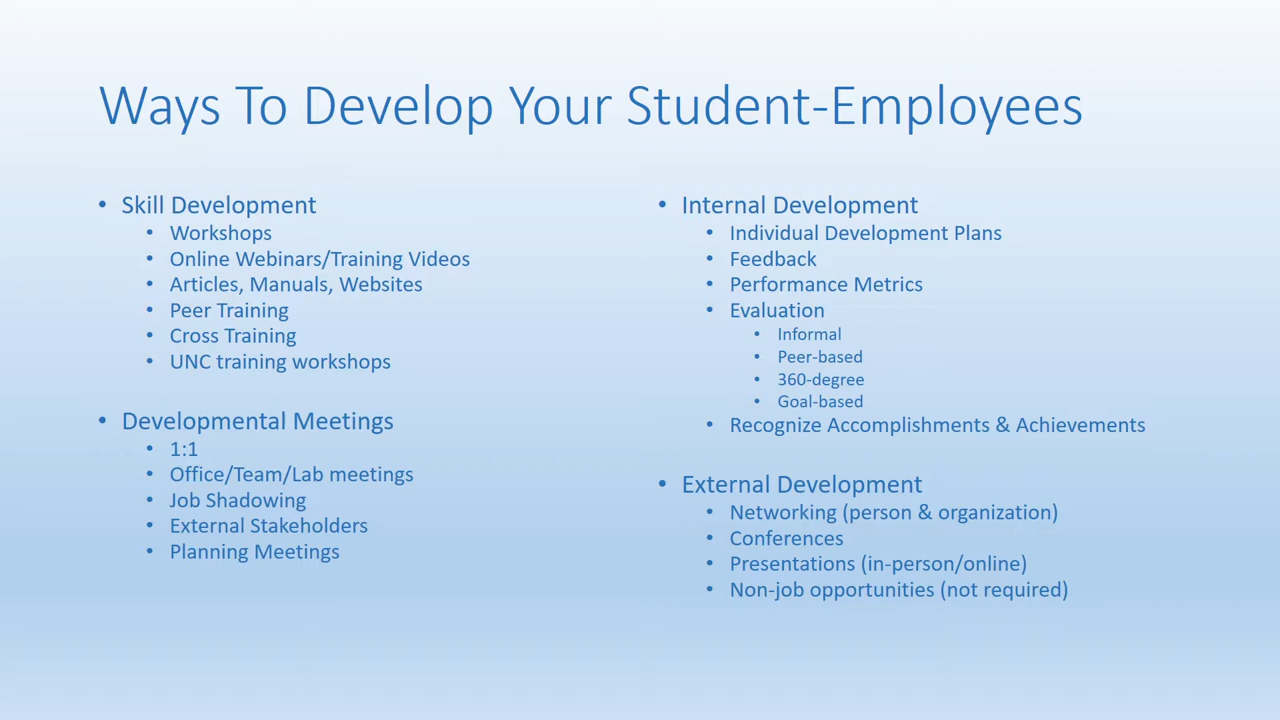 Ways To Develop Your Student-Employees
• Skill Development
• Workshops
• Online Webinars/Training Videos
• Articles, Manuals, Websites
• Peer Training
• Cross Training
• UNC training workshops
• Developmental Meetings
• 1:1
• Office/Team/Lab meetings
• Job Shadowing
• External Stakeholders
• Planning Meetings
• Internal Development
• Individual Development Plans
• Feedback
• Performance Metrics
• Evaluation
• Informal
• Peer-based
• 360-degree
• Goal-based
• Recognize Accomplishments & Achievements
• External Development
• Networking (person & organization)
• Conferences
• Presentations (in-person/online)
• Non-job opportunities (not required)